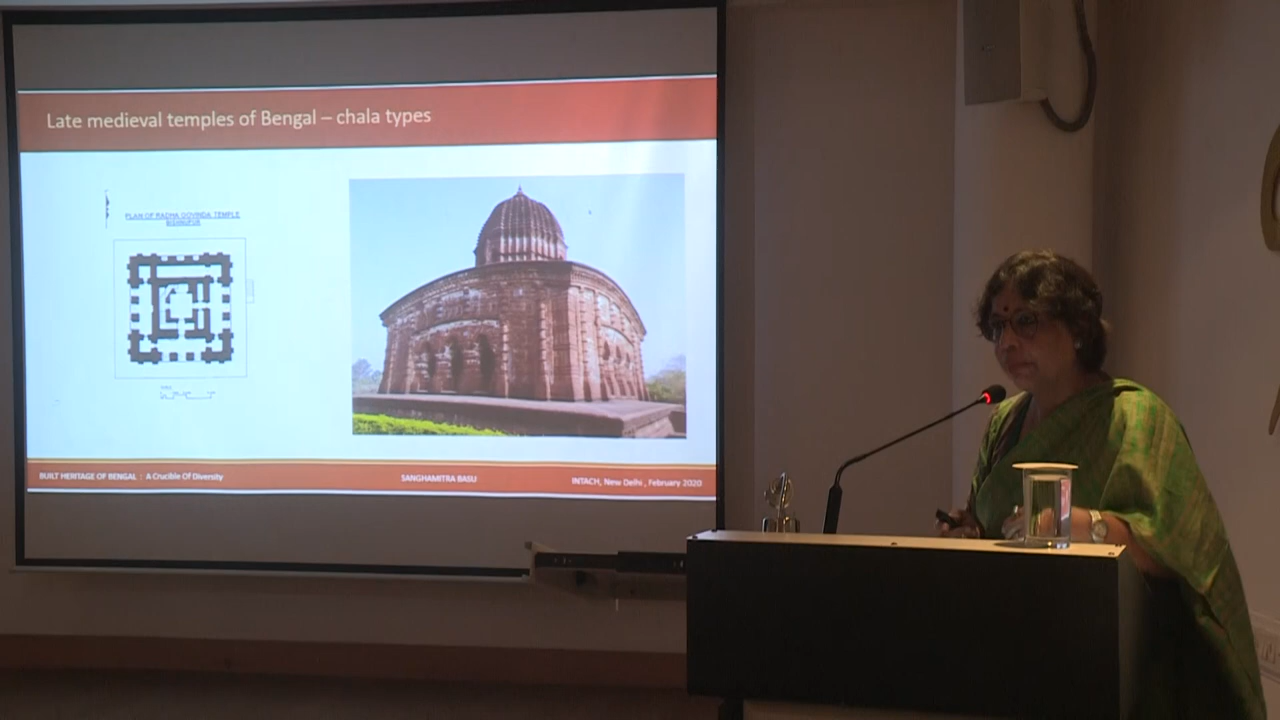 Late medieval temples of Bengal – chala types
PLAN OF RADHA GOVINDA TEMPLE
BISHNUPUR
BUILT HERITAGE OF BENGAL : A Crucible Of Diversity
SANGHAMITRA BASU
INTACH, New Delhi , February 2020